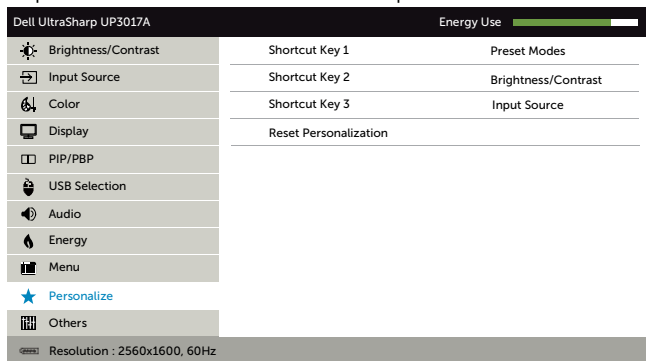 Dell UltraSharp UP3017A Energy Use
Brightness/Contrast Shortcut Key 1 Preset Modes
Input Source Shortcut Key 2 Brightness/Contrast
Color Shortcut Key 3 Input Source
Display Reset Personalization
PIP/PBP
USB Selection
Audio
Energy
Menu
Personalize
Others
Resolution : 2560x1600, 60Hz